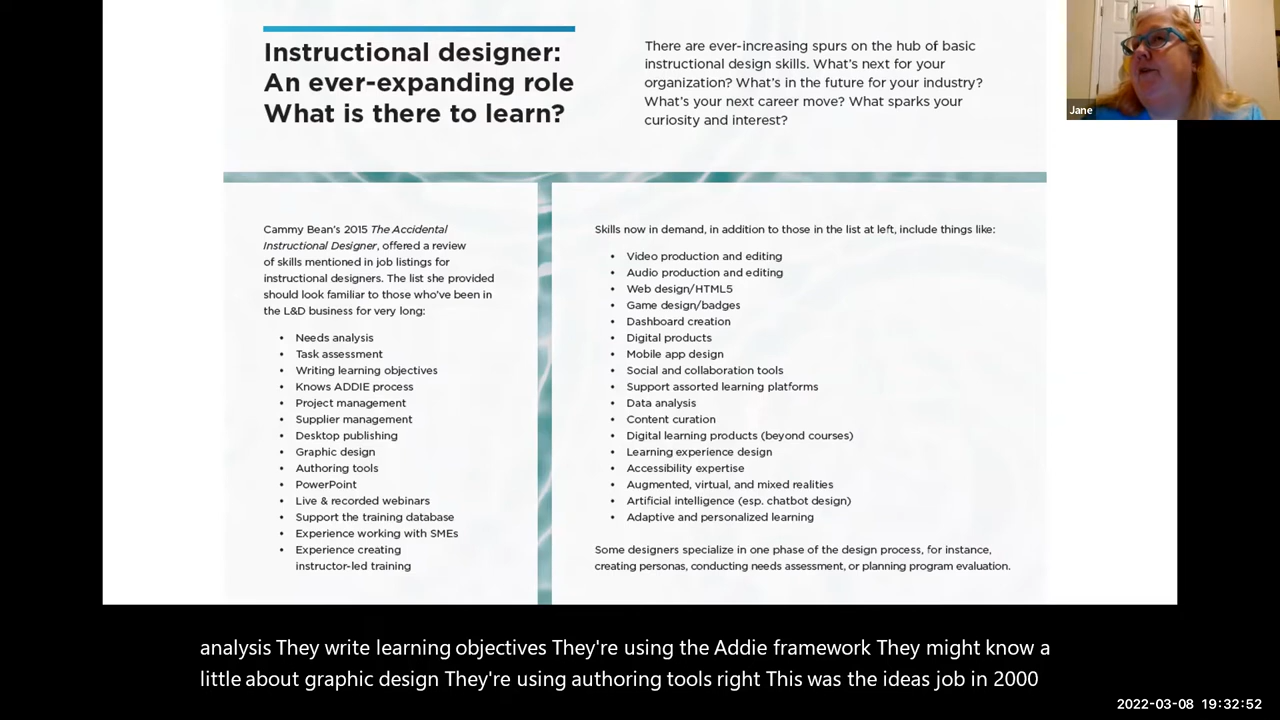 Instructional designer:
An ever-expanding role
What is there to learn?
There are ever-increasing spurs on the hub of basic
instructional design skills. What's next for your
organization? What's in the future for your industry?
What's your next career move? What sparks your
curiosity and interest?
Jane
Cammy Bean's 2015 The Accidental
Instructional Designer, offered a review
of skills mentioned in job listings for
instructional designers. The list she provided
should look familiar to those who've been in
the L&D business for very long:
• Needs analysis
• Task assessment
• Writing learning objectives
• Knows ADDIE process
• Project management
• Supplier management
• Desktop publishing
• Graphic design
• Authoring tools
• PowerPoint
• Live & recorded webinars
• Support the training database
• Experience working with SMEs
• Experience creating
instructor-led training
Skills now in demand, in addition to those in the list at left, include things like:
• Video production and editing
• Audio production and editing
• Web design/HTML5
• Game design/badges
• Dashboard creation
• Digital products
• Mobile app design
• Social and collaboration tools
• Support assorted learning platforms
• Data analysis
• Content curation
• Digital learning products (beyond courses)
• Learning experience design
• Accessibility expertise
• Augmented, virtual, and mixed realities
• Artificial intelligence (esp. chatbot design)
• Adaptive and personalized learning
Some designers specialize in one phase of the design process, for instance,
creating personas, conducting needs assessment, or planning program evaluation.
analysis They write learning objectives They're using the Addie framework They might know a
little about graphic design They're using authoring tools right This was the ideas job in 2000
2022-03-08 19:32:52